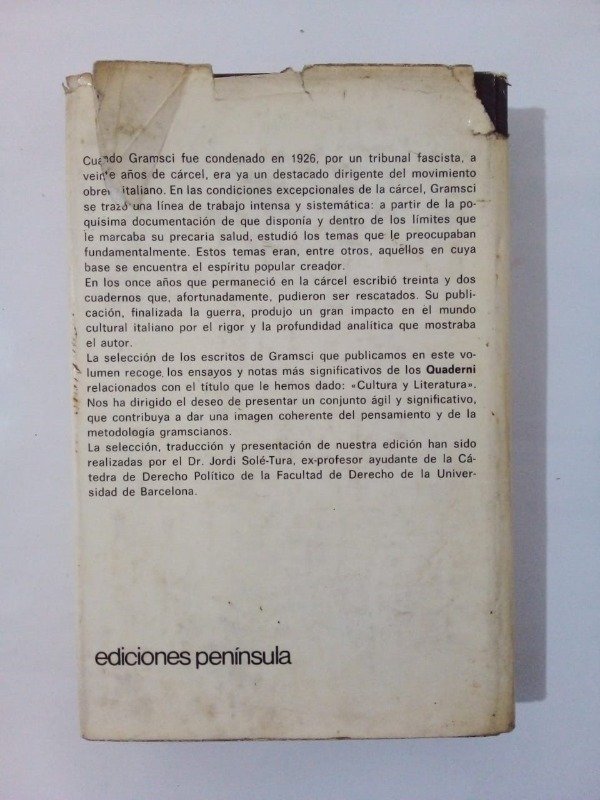 Cuando Gramsci fue condenado en 1926, por un tribunal fascista, a
veinte años de cárcel, era ya un destacado dirigente del movimiento
obrero italiano. En las condiciones excepcionales de la cárcel, Gramsci
se trazó una línea de trabajo intensa y sistemática: a partir de la po-
quísima documentación de que disponía y dentro de los límites que
le marcaba su precaria salud, estudió los temas que le preocupaban
fundamentalmente. Estos temas eran, entre otros, aquellos en cuya
base se encuentra el espíritu popular creador.
En los once años que permaneció en la cárcel escribió treinta y dos
cuadernos que, afortunadamente, pudieron ser rescatados. Su publi-
cación, finalizada la guerra, produjo un gran impacto en el mundo
cultural italiano por el rigor y la profundidad analítica que mostraba
el autor.
La selección de los escritos de Gramsci que publicamos en este vo-
lumen recoge los ensayos y notas más significativos de los Quaderni
relacionados con el título que le hemos dado: «Cultura y Literatura».
Nos ha dirigido el deseo de presentar un conjunto ágil y significativo,
que contribuya a dar una imagen coherente del pensamiento y de la
metodología gramscianos.
La selección, traducción y presentación de nuestra edición han sido
realizadas por el Dr. Jordi Solé-Tura, ex-profesor ayudante de la Cá-
tedra de Derecho Político de la Facultad de Derecho de la Univer-
sidad de Barcelona.
ediciones península